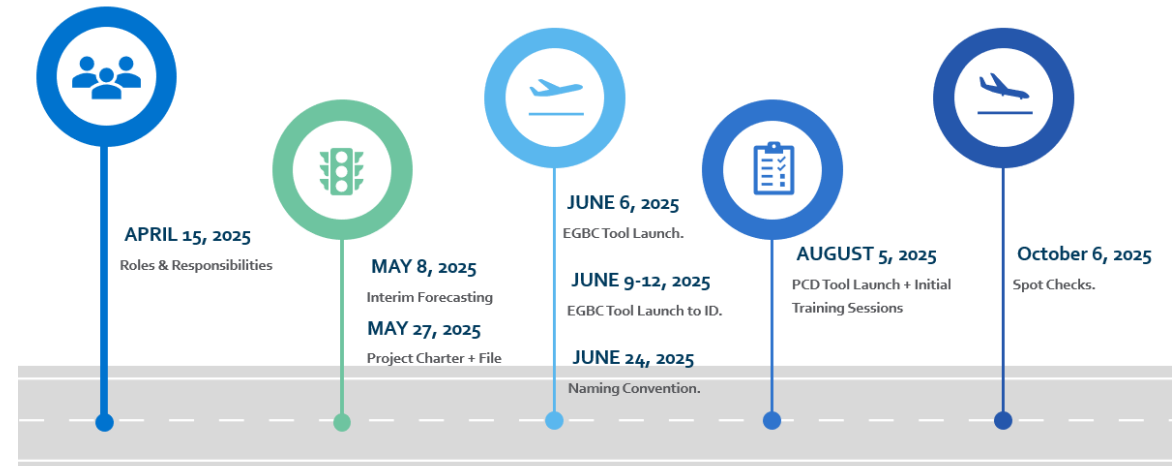 APRIL 15, 2025
Roles & Responsibilities
MAY 8, 2025
Interim Forecasting
MAY 27, 2025
Project Charter + File
JUNE 6, 2025
EGBC Tool Launch.
JUNE 9-12, 2025
EGBC Tool Launch to ID.
JUNE 24, 2025
Naming Convention.
AUGUST 5, 2025
PCD Tool Launch + Initial
Training Sessions
October 6, 2025
Spot Checks.